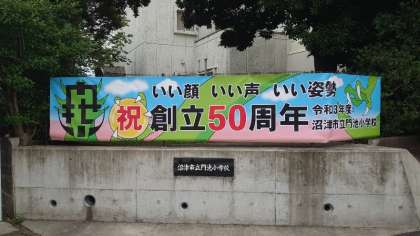 いい顔 いい声 いい姿勢
祝 創立50周年
令和3年度
沼津市立門池小学校
沼津市立門池小学校